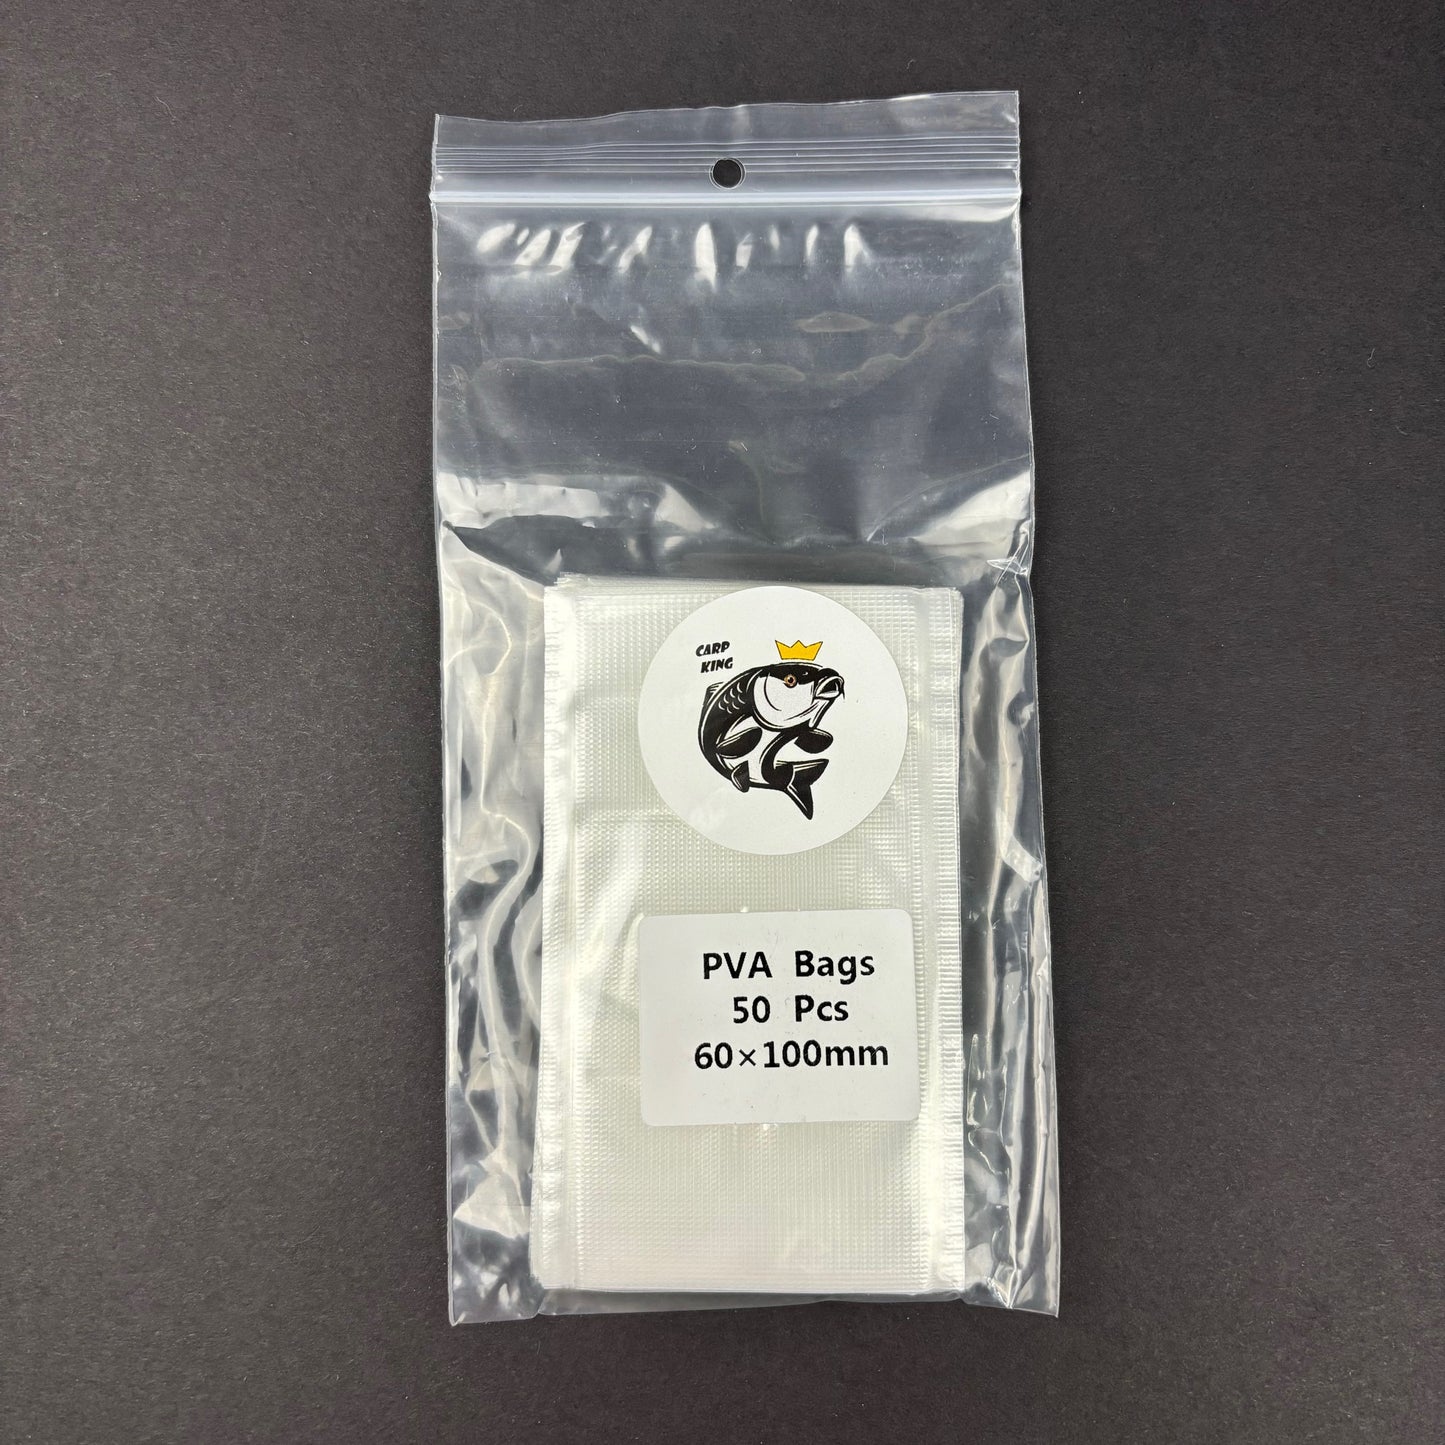 CARP
KING
PVA Bags
50 Pcs
60×100mm